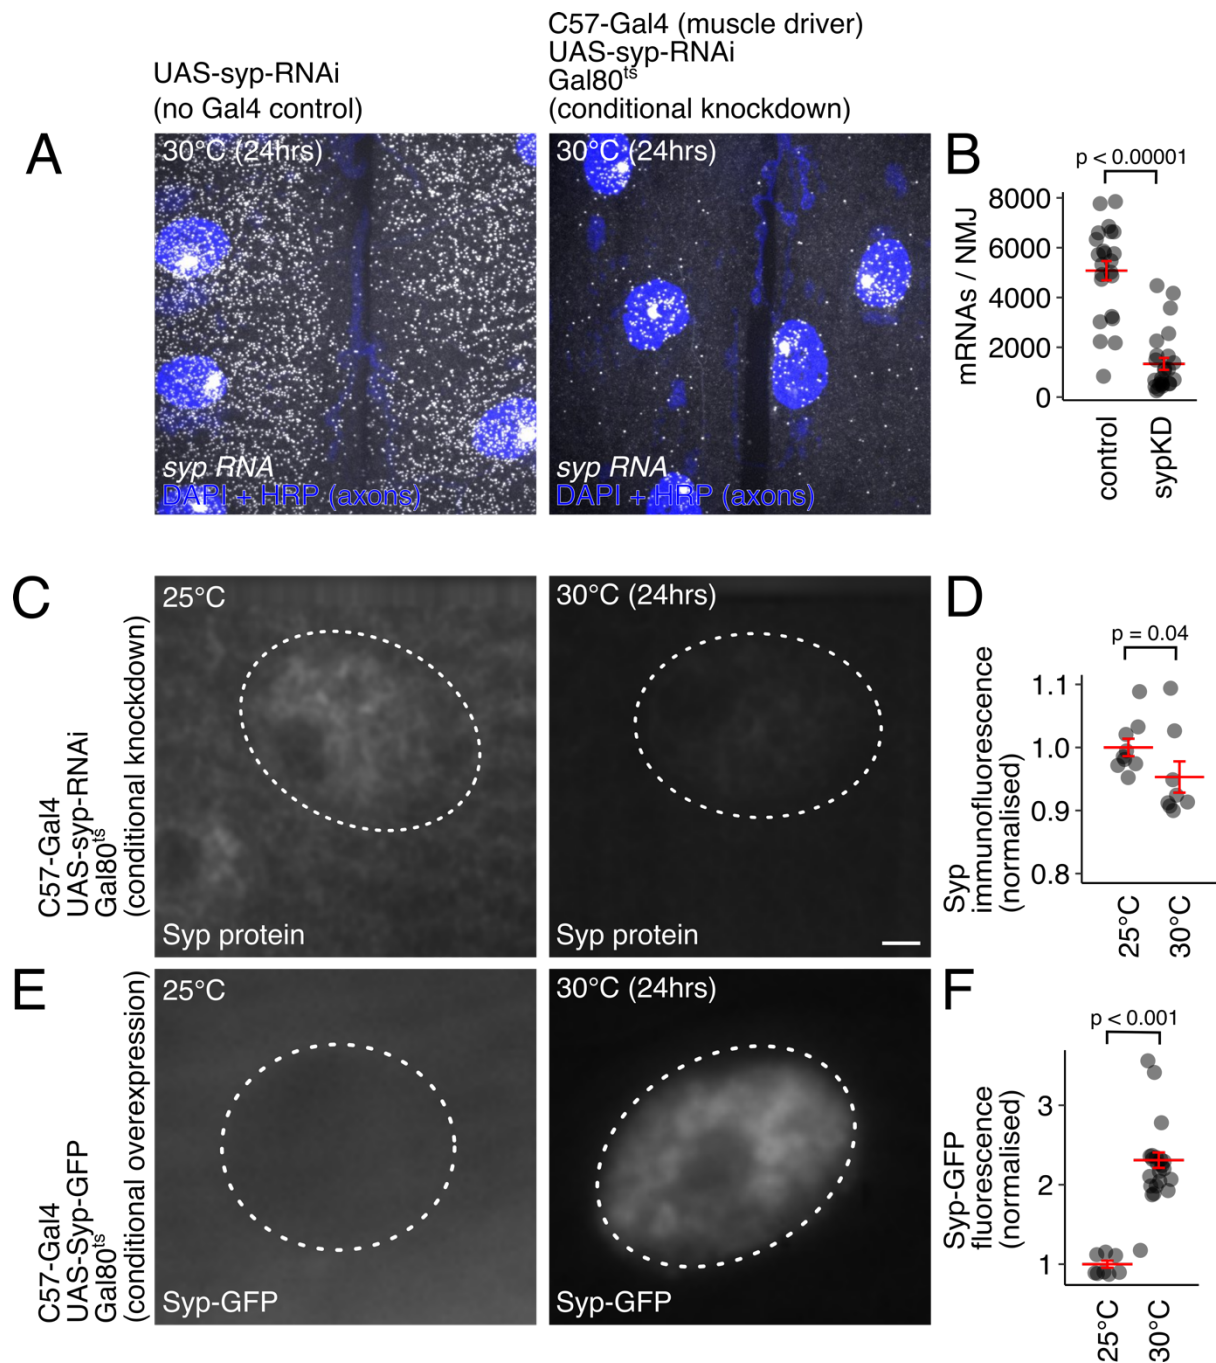 UAS-syp-RNAi
(no Gal4 control)
C57-Gal4 (muscle driver)
UAS-syp-RNAi
Gal80ts
(conditional knockdown)
A
30°C (24hrs)
syp RNA
DAPI + HRP (axons)
30°C (24hrs)
syp RNA
DAPI + HRP (axons)
B
p < 0.00001
mRNAs / NMJ
8000
6000
4000
2000
0
control
sypKD
C
C57-Gal4
UAS-syp-RNAi
Gal80ts
(conditional knockdown)
25°C
Syp protein
30°C (24hrs)
Syp protein
D
p = 0.04
Syp
immunofluorescence
(normalised)
1.1
1.0
0.9
0.8
25°C
30°C
E
C57-Gal4
UAS-Syp-GFP
Gal80ts
(conditional overexpression)
25°C
Syp-GFP
30°C (24hrs)
Syp-GFP
F
p < 0.001
Syp-GFP
fluorescence
(normalised)
3
2
1
25°C
30°C